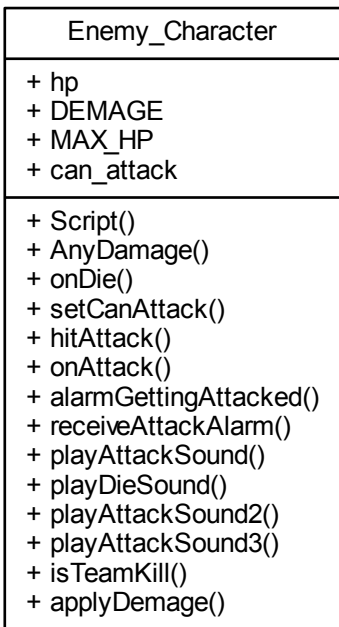 Enemy_Character
+ hp
+ DEMAGE
+ MAX_HP
+ can_attack
+ Script()
+ AnyDamage()
+ onDie()
+ setCanAttack()
+ hitAttack()
+ onAttack()
+ alarmGettingAttacked()
+ receiveAttackAlarm()
+ playAttackSound()
+ playDieSound()
+ playAttackSound2()
+ playAttackSound3()
+ isTeamKill()
+ applyDemage()